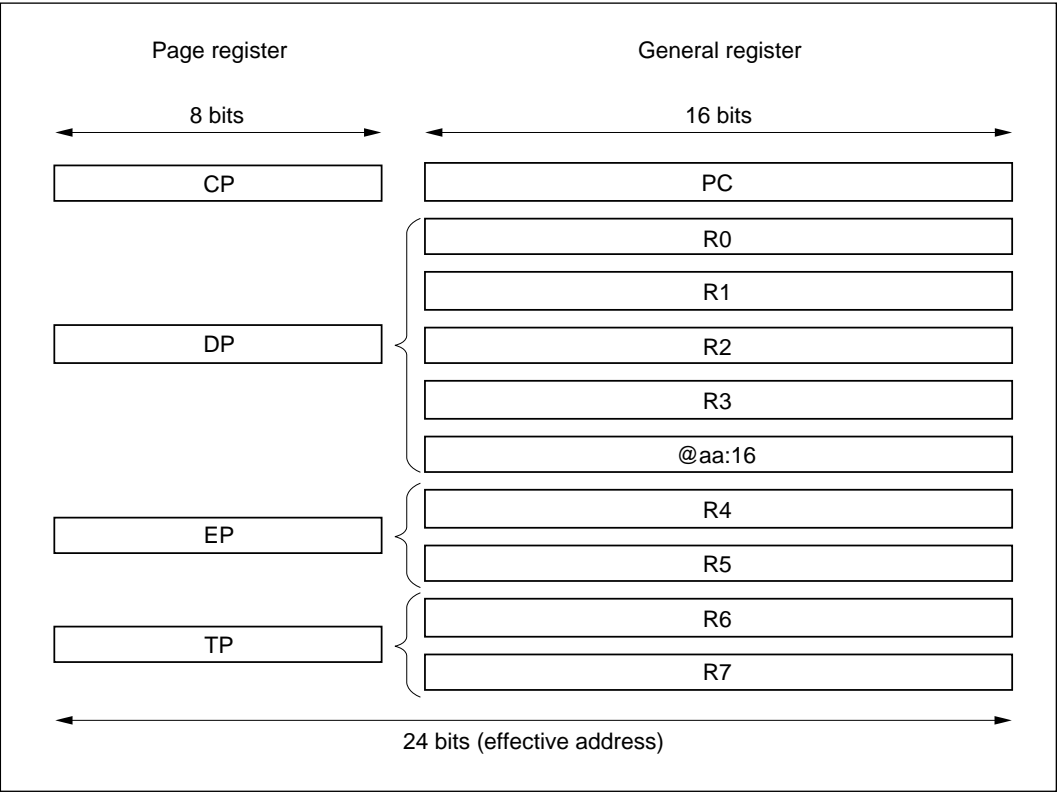 Page register General register
8 bits 16 bits
CP PC
R0
R1
DP R2
R3
@aa:16
R4
EP
R5
R6
TP
R7
24 bits (effective address)